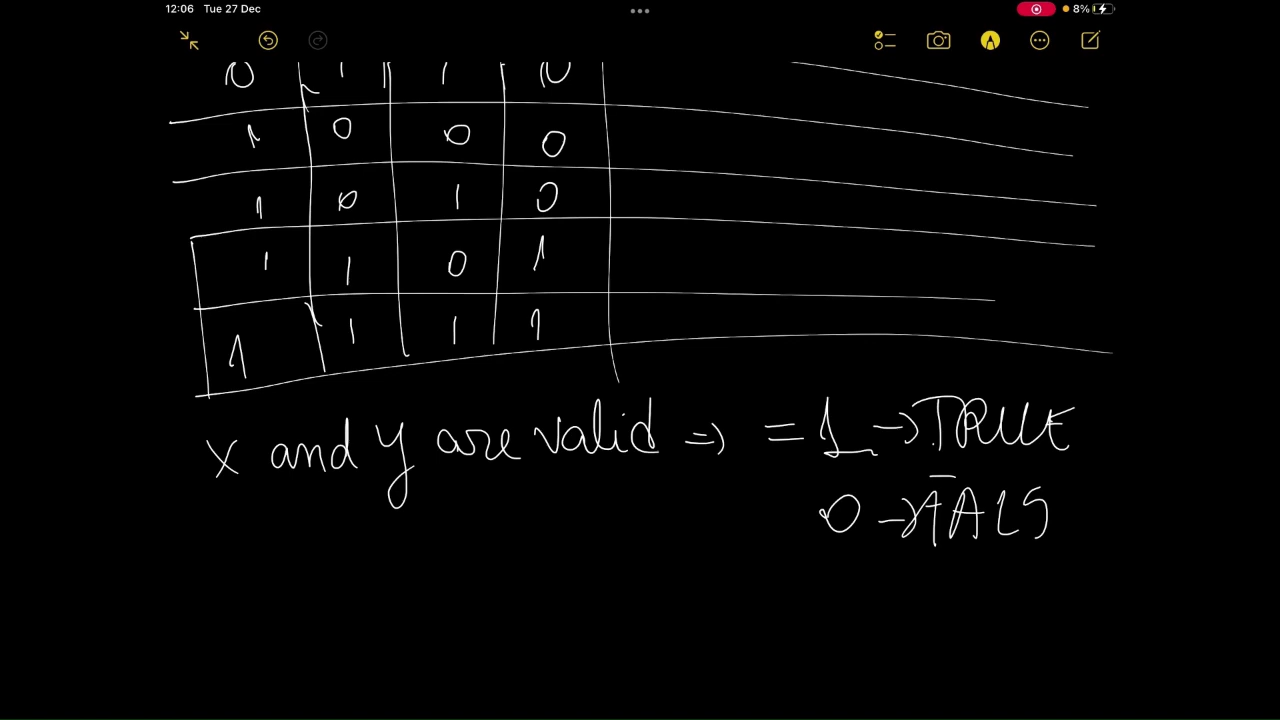 12:06 Tue 27 Dec 8%
0 1 1 0
1 0 0 0
1 0 1 0
1 1 0 1
1 1 1 1
x and y are valid => = 1 → TRUE
0 → FALS